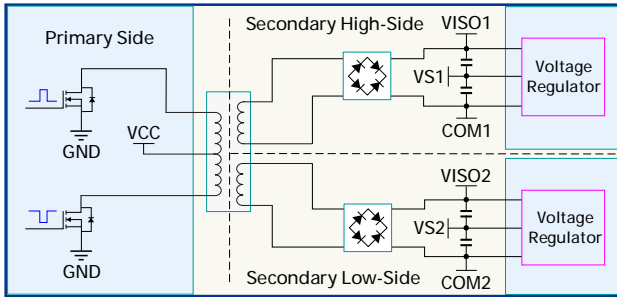 Primary Side
GND
VCC
GND
Secondary High-Side
VISO1
VS1
COM1
Voltage
Regulator
VISO2
VS2
COM2
Voltage
Regulator
Secondary Low-Side